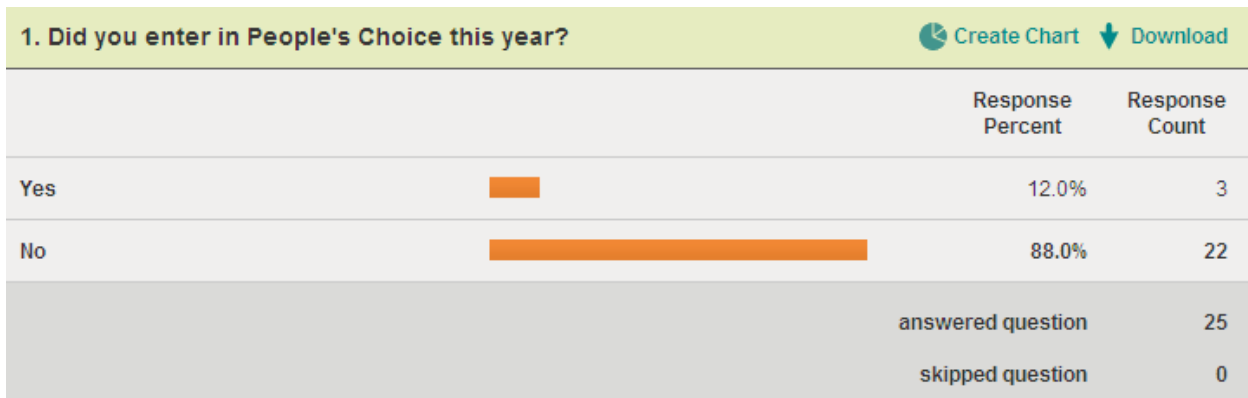 1. Did you enter in People's Choice this year? Create Chart Download
Response Percent Response Count
Yes 12.0% 3
No 88.0% 22
answered question 25
skipped question 0